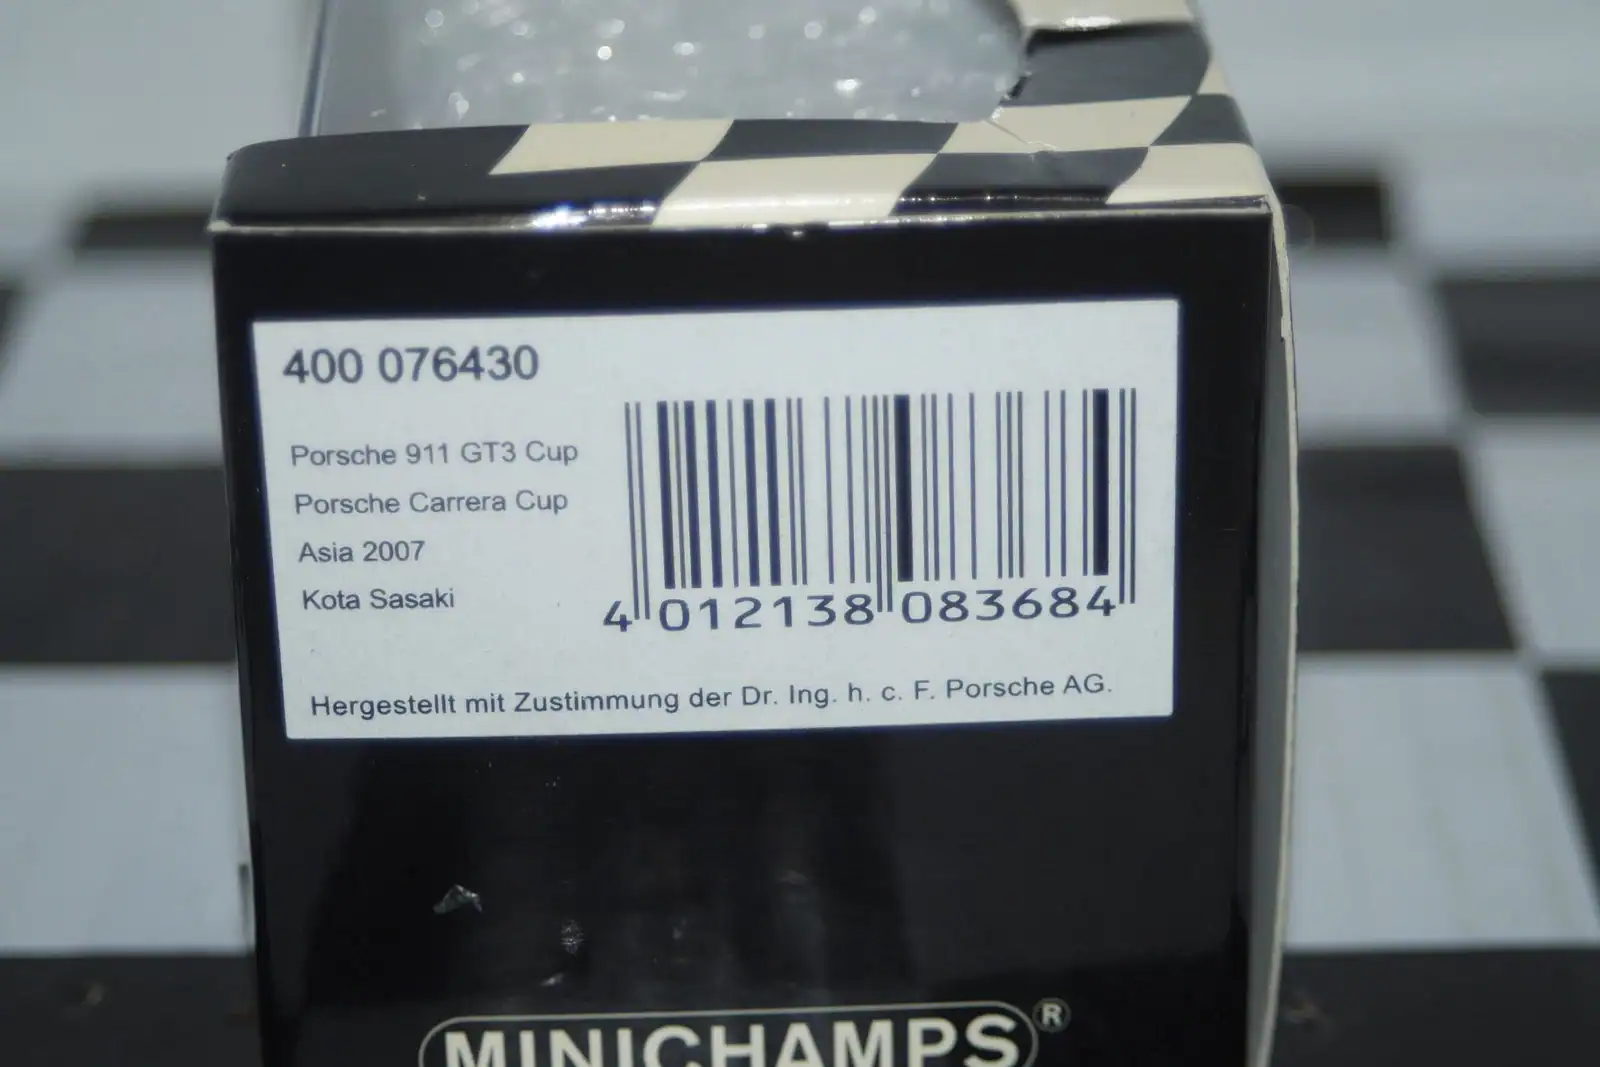 400 076430
Porsche 911 GT3 Cup
Porsche Carrera Cup
Asia 2007
Kota Sasaki
4 012138 083684
Hergestellt mit Zustimmung der Dr. Ing. h. c. F. Porsche AG.
MINICHAMPS®